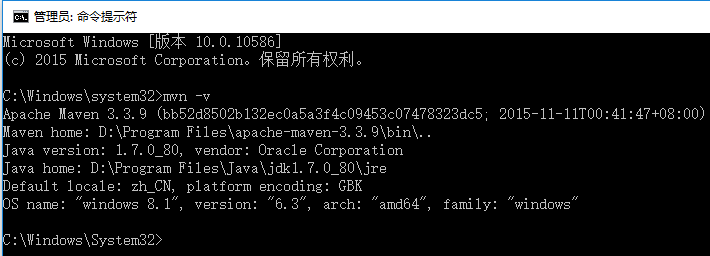 管理员: 命令提示符
Microsoft Windows [版本 10.0.10586]
(c) 2015 Microsoft Corporation。保留所有权利。
C:\Windows\system32>mvn -v
Apache Maven 3.3.9 (bb52d8502b132ec0a5a3f4c09453c07478323dc5; 2015-11-11T00:41:47+08:00)
Maven home: D:\Program Files\apache-maven-3.3.9\bin\..
Java version: 1.7.0_80, vendor: Oracle Corporation
Java home: D:\Program Files\Java\jdk1.7.0_80\jre
Default locale: zh_CN, platform encoding: GBK
OS name: "windows 8.1", version: "6.3", arch: "amd64", family: "windows"
C:\Windows\System32>